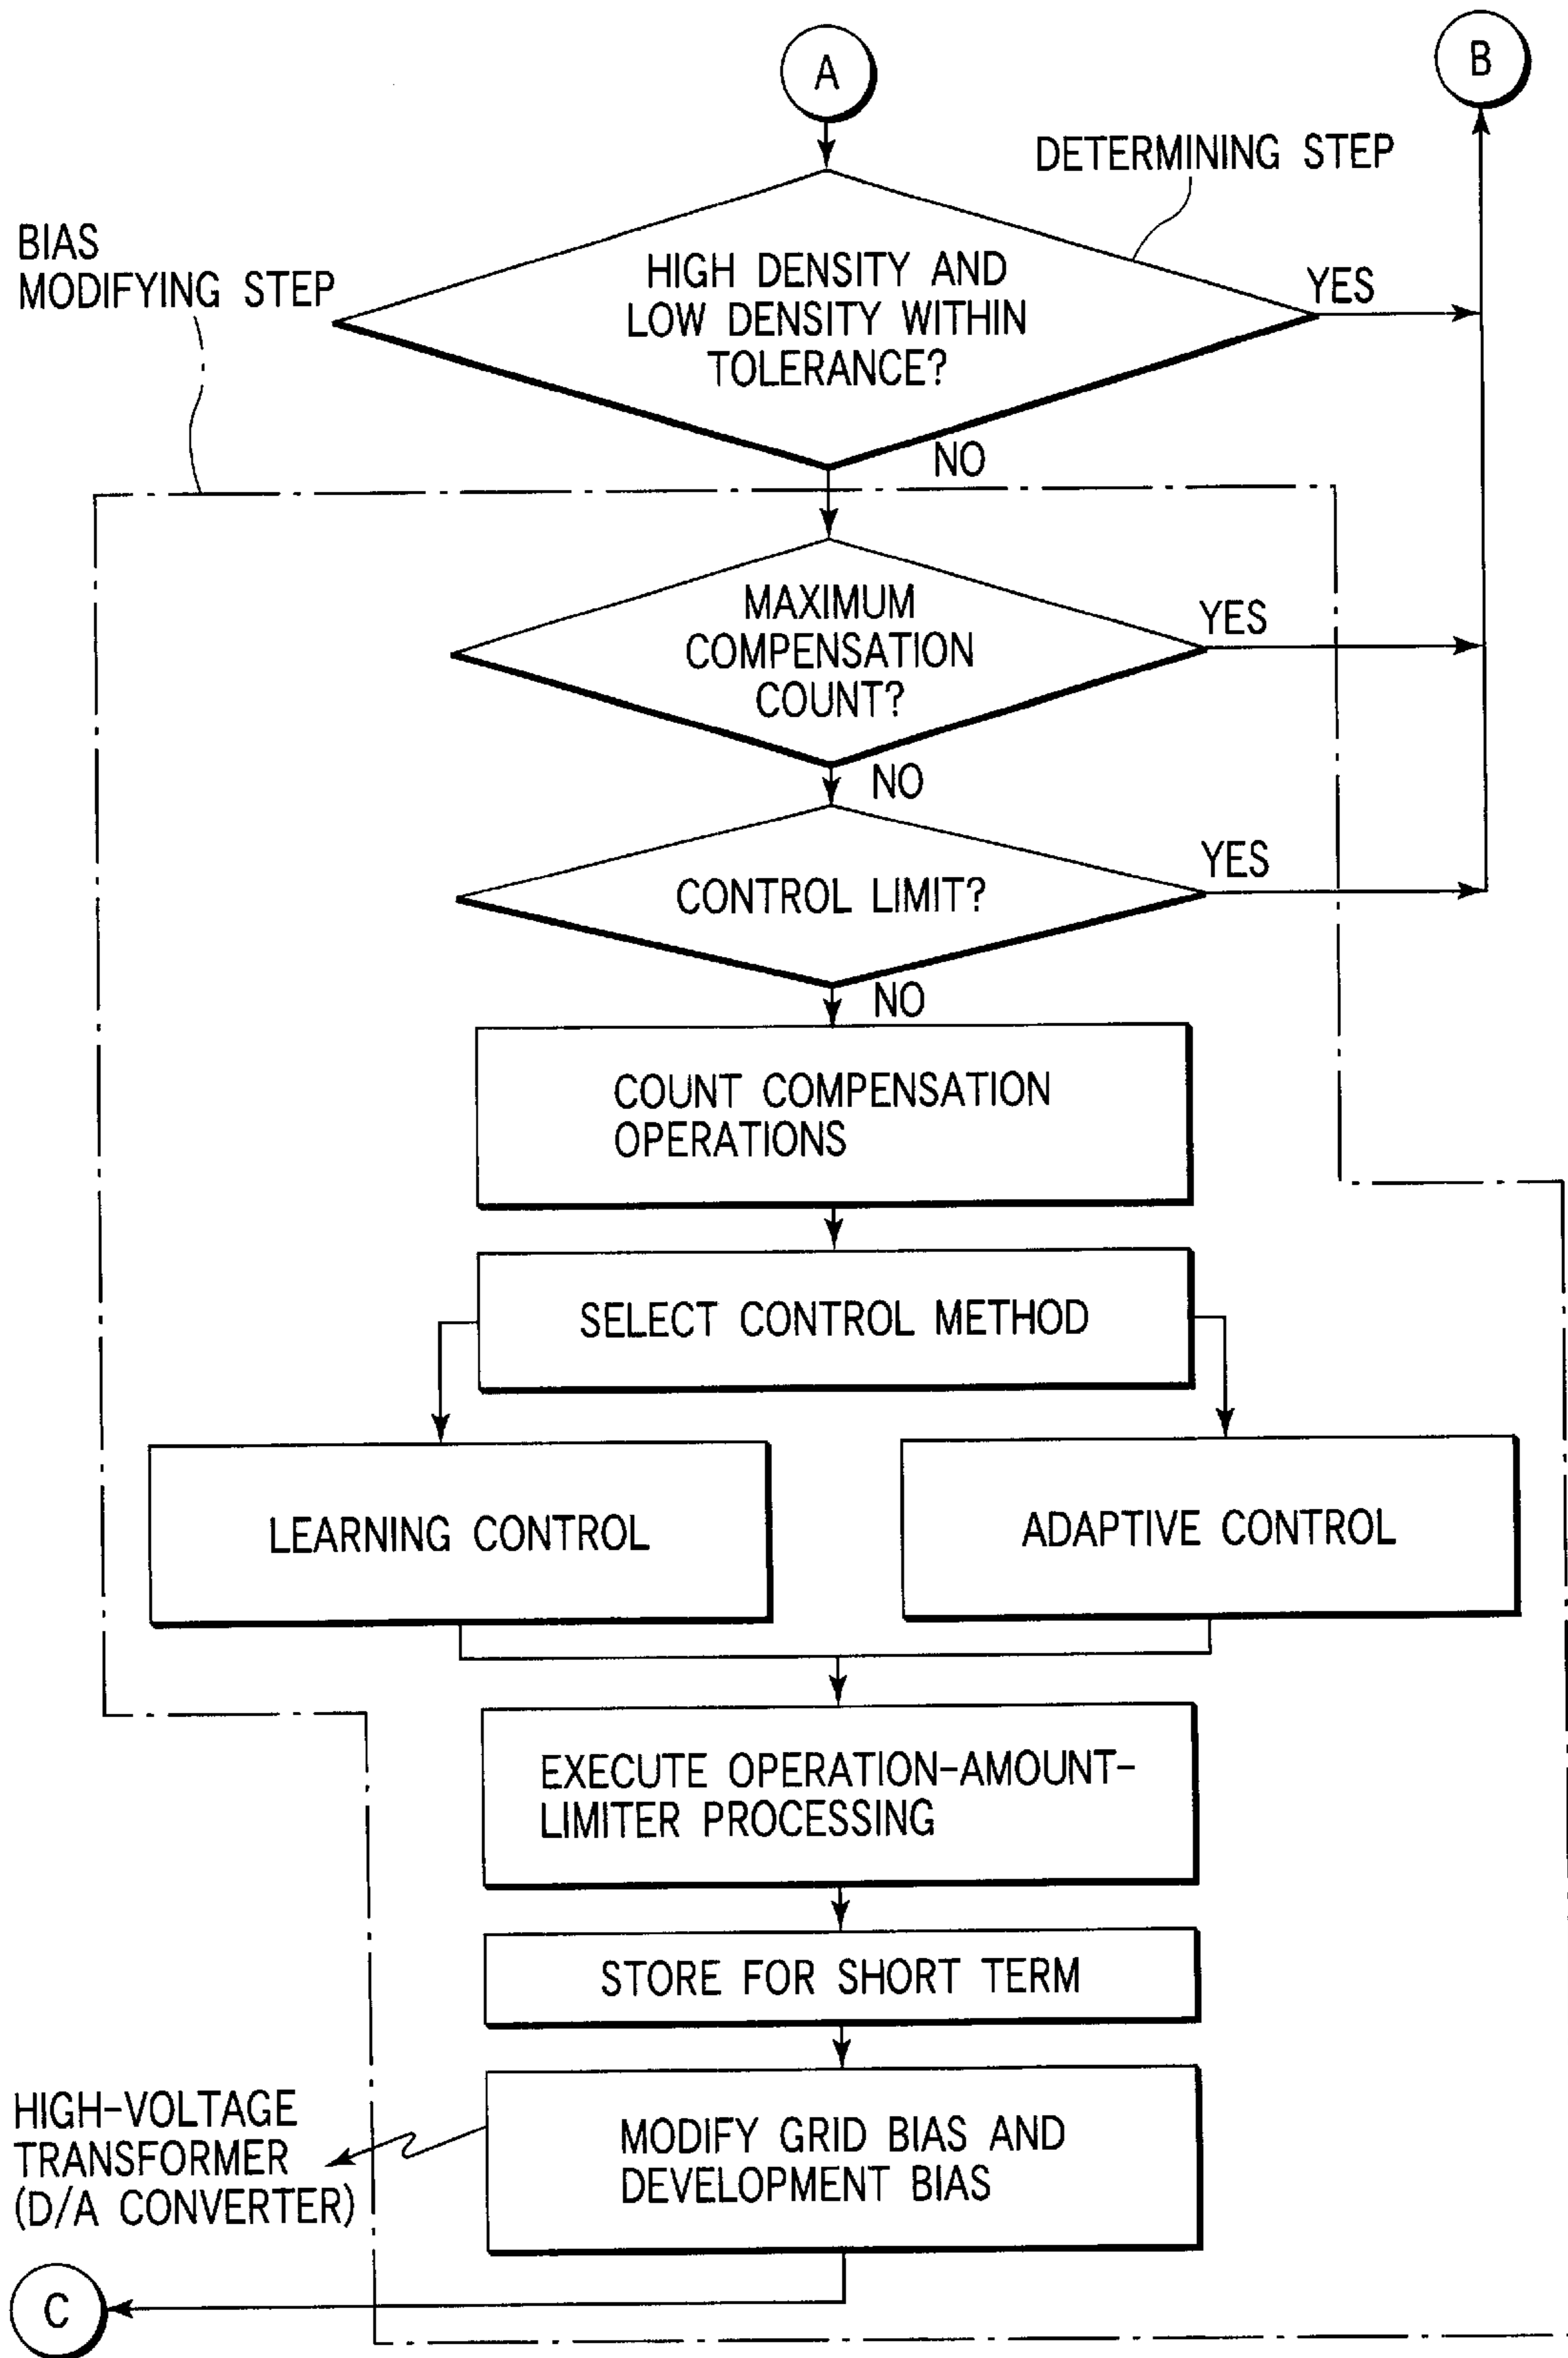 A
B
DETERMINING STEP
BIAS
MODIFYING STEP
HIGH DENSITY AND
LOW DENSITY WITHIN
TOLERANCE?
YES
NO
MAXIMUM
COMPENSATION
COUNT?
YES
NO
CONTROL LIMIT?
YES
NO
COUNT COMPENSATION
OPERATIONS
SELECT CONTROL METHOD
LEARNING CONTROL
ADAPTIVE CONTROL
EXECUTE OPERATION-AMOUNT-
LIMITER PROCESSING
STORE FOR SHORT TERM
HIGH-VOLTAGE
TRANSFORMER
(D/A CONVERTER)
MODIFY GRID BIAS AND
DEVELOPMENT BIAS
C